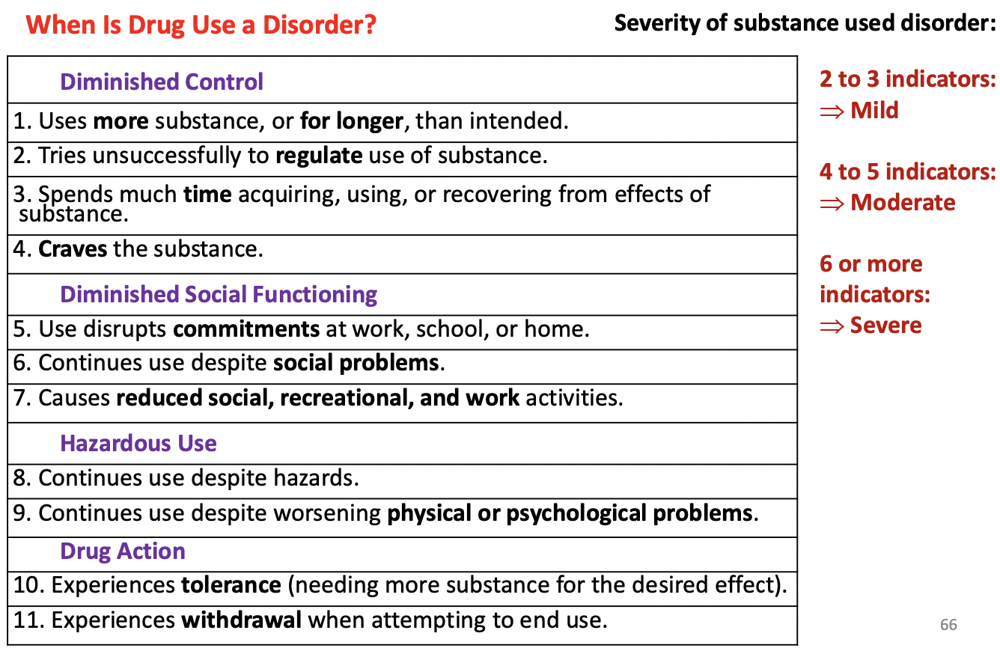 When Is Drug Use a Disorder?
Severity of substance used disorder:
Diminished Control
1. Uses more substance, or for longer, than intended.
2. Tries unsuccessfully to regulate use of substance.
3. Spends much time acquiring, using, or recovering from effects of
substance.
4. Craves the substance.
Diminished Social Functioning
5. Use disrupts commitments at work, school, or home.
6. Continues use despite social problems.
7. Causes reduced social, recreational, and work activities.
Hazardous Use
8. Continues use despite hazards.
9. Continues use despite worsening physical or psychological problems.
Drug Action
10. Experiences tolerance (needing more substance for the desired effect).
11. Experiences withdrawal when attempting to end use.
2 to 3 indicators:
⇒ Mild
4 to 5 indicators:
⇒ Moderate
6 or more
indicators:
⇒ Severe
66